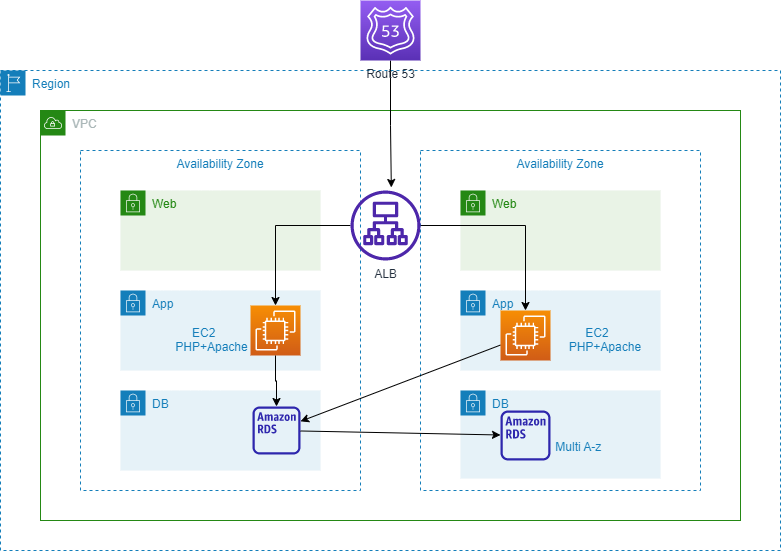 53
Route 53
Region
VPC
Availability Zone
Availability Zone
Web
Web
ALB
App
App
EC2
PHP+Apache
EC2
PHP+Apache
DB
DB
Amazon
RDS
Amazon
RDS
Multi A-z